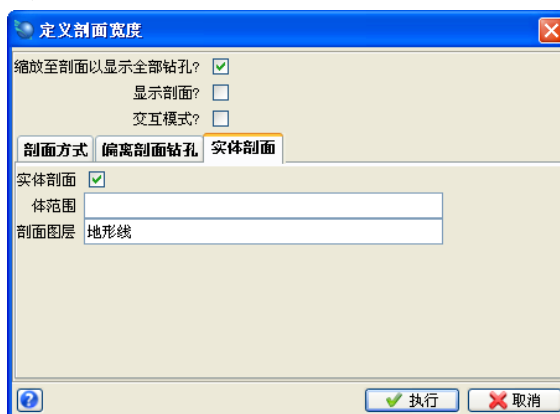 定义剖面宽度
缩放至剖面以显示全部钻孔?
显示剖面?
交互模式?
剖面方式 偏离剖面钻孔 实体剖面
实体剖面
体范围
剖面图层 地形线
执行 取消